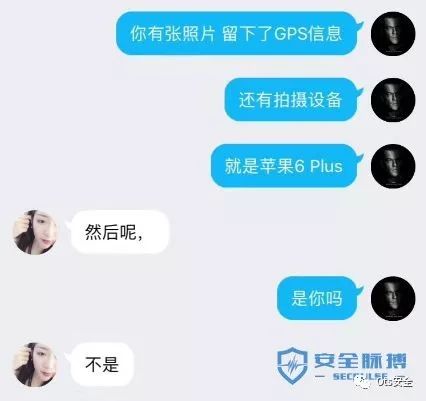 你有张照片 留下了GPS信息
还有拍摄设备
就是苹果6 Plus
然后呢，
是你吗
不是
安全脉搏
SECPULSE
Ots安全